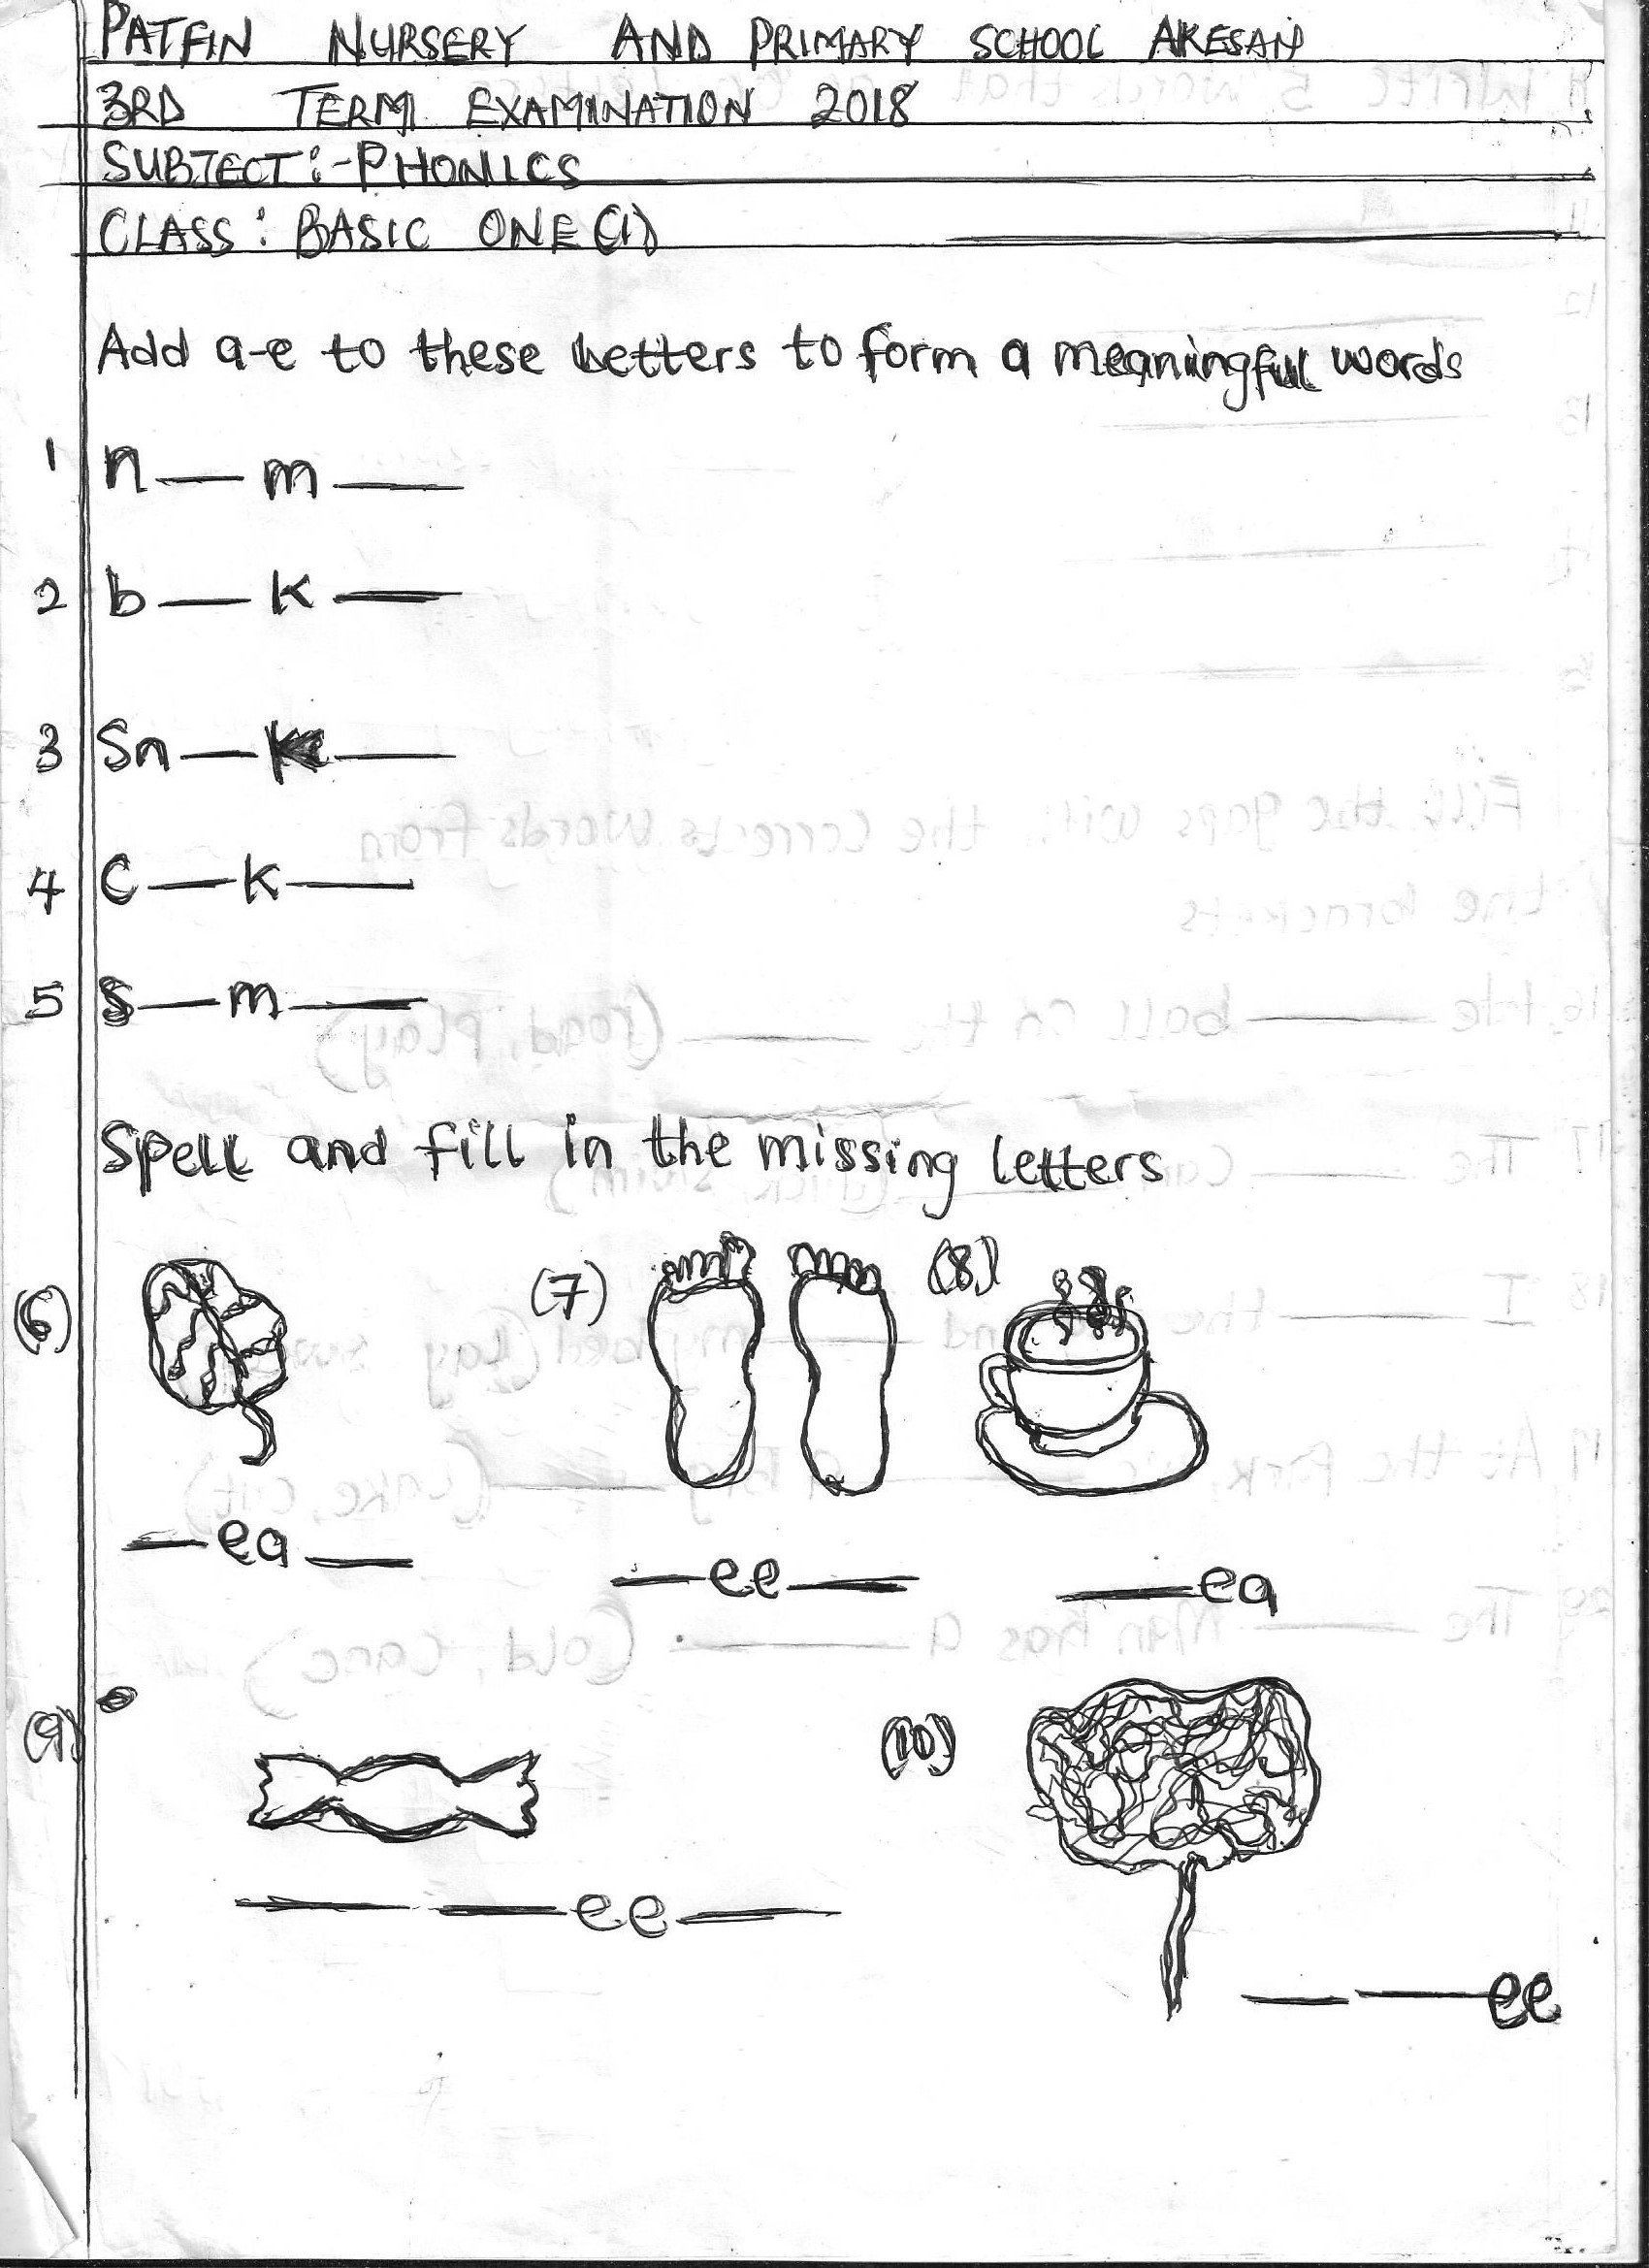 PATFIN NURSERY AND PRIMARY SCHOOL AKESAN
3RD TERM EXAMINATION 2018
SUBJECT:-PHONICS
CLASS: BASIC ONE (1)
Add a-e to these letters to form a meaningful words
1 n — m —
2 b — k —
3 Sn — k —
4 C — k —
5 S — m —
Spell and fill in the missing letters
(6) (7) (8)
— ea —
— ee —
— ea
(9) (10)
— — ee —
— — ee